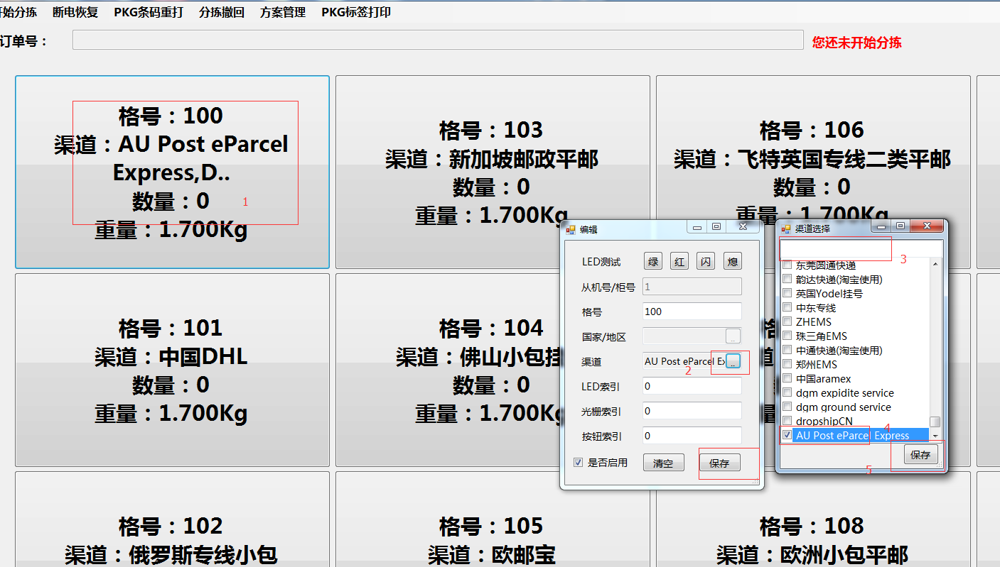 开始分拣 断电恢复 PKG条码重打 分拣撤回 方案管理 PKG标签打印
订单号： 您还未开始分拣
格号：100
渠道：AU Post eParcel
Express,D..
数量：0
重量：1.700Kg
1
格号：103
渠道：新加坡邮政平邮
数量：0
重量：1.700Kg
格号：106
渠道：飞特英国专线二类平邮
数量：0
重量：1.700Kg
格号：101
渠道：中国DHL
数量：0
重量：1.700Kg
格号：104
渠道：佛山小包挂
数量：0
重量：1.700Kg
格号：102
渠道：俄罗斯专线小包
格号：105
渠道：欧邮宝
格号：108
渠道：欧洲小包平邮
编辑
LED测试 绿 红 闪 熄
从机号/柜号 1
格号 100
国家/地区 ..
渠道 AU Post eParcel Ex ..
2
LED索引 0
光栅索引 0
按钮索引 0
是否启用 清空 保存
渠道选择
3
东莞圆通快递
韵达快递(淘宝使用)
英国Yodel挂号
中东专线
ZHEMS
珠三角EMS
中通快递(淘宝使用)
郑州EMS
中国aramex
dgm expidite service
dgm ground service
dropshipCN
AU Post eParcel Express
4
保存
5